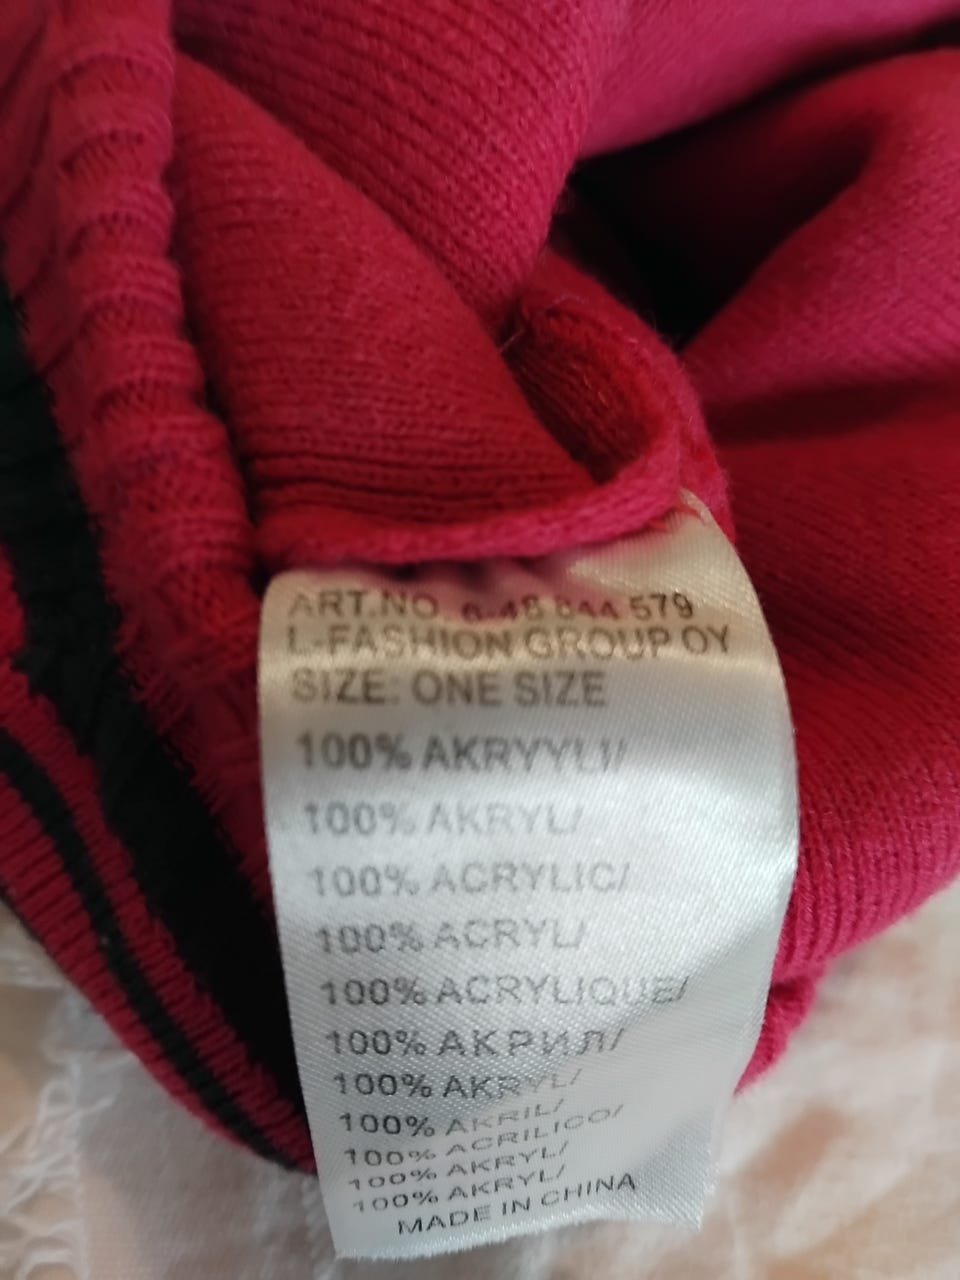 ART.NO. 6-48 844 579
L-FASHION GROUP OY
SIZE: ONE SIZE
100% AKRYYLI/
100% AKRYL/
100% ACRYLIC/
100% ACRYL/
100% ACRYLIQUE/
100% АКРИЛ/
100% AKRYL/
100% AKRIL/
100% ACRILICO/
100% AKRYL/
100% AKRYL/
MADE IN CHINA